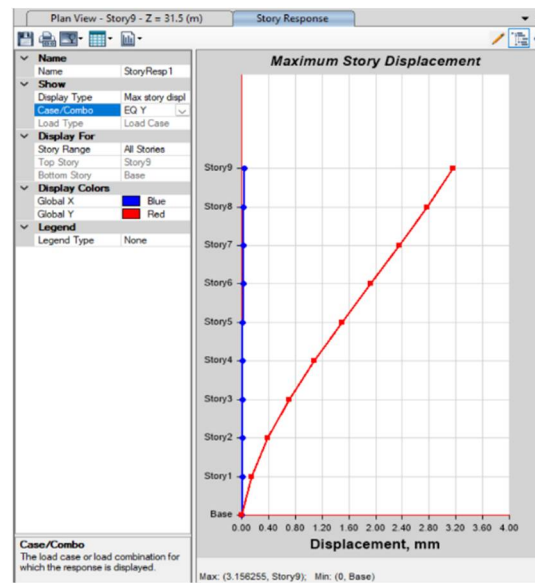 Plan View - Story9 - Z = 31.5 (m)
Story Response
Name
Name StoryResp1
Show
Display Type Max story displ
Case/Combo EQ Y
Load Type Load Case
Display For
Story Range All Stories
Top Story Story9
Bottom Story Base
Display Colors
Global X Blue
Global Y Red
Legend
Legend Type None
Case/Combo
The load case or load combination for
which the response is displayed.
Maximum Story Displacement
Story9
Story8
Story7
Story6
Story5
Story4
Story3
Story2
Story1
Base
0.00 0.40 0.80 1.20 1.60 2.00 2.40 2.80 3.20 3.60 4.00
Displacement, mm
Max: (3.156255, Story9); Min: (0, Base)